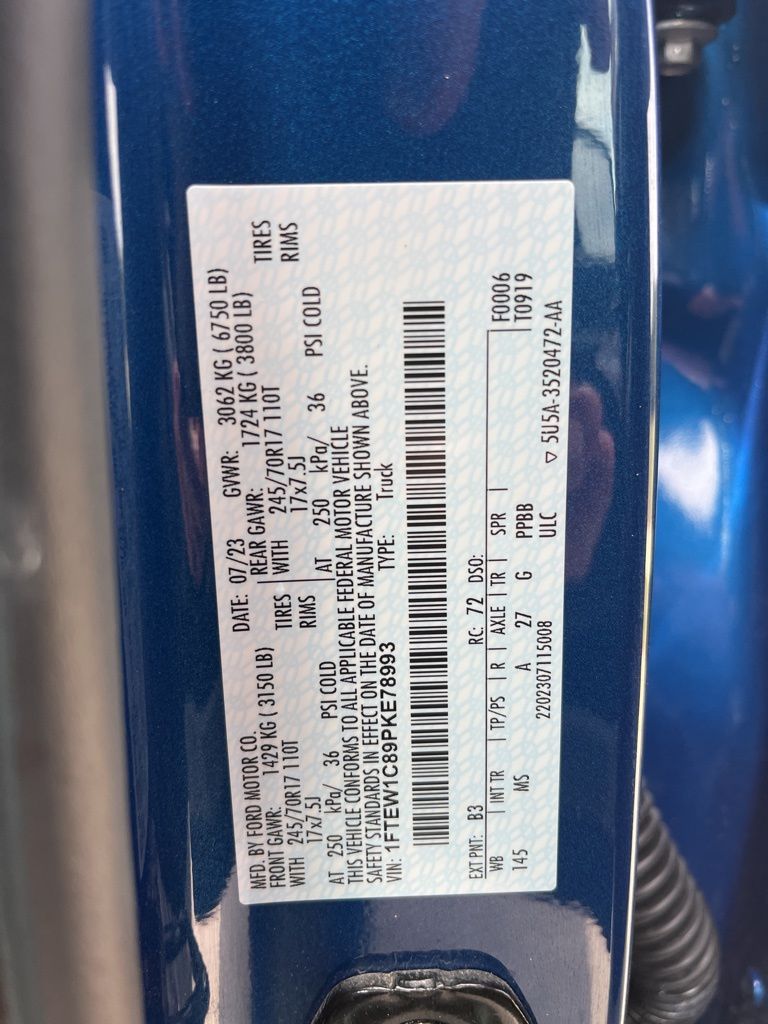 MFD. BY FORD MOTOR CO.
DATE: 07/23 GVWR: 3062 KG ( 6750 LB)
FRONT GAWR: 1429 KG ( 3150 LB) REAR GAWR: 1724 KG ( 3800 LB)
WITH 245/70R17 110T TIRES WITH 245/70R17 110T TIRES
17x7.5J RIMS 17x7.5J RIMS
AT 250 kPa/ 36 PSI COLD AT 250 kPa/ 36 PSI COLD
THIS VEHICLE CONFORMS TO ALL APPLICABLE FEDERAL MOTOR VEHICLE
SAFETY STANDARDS IN EFFECT ON THE DATE OF MANUFACTURE SHOWN ABOVE.
VIN: 1FTEW1C89PKE78993 TYPE: Truck
EXT PNT: B3 RC: 72 DSO:
WB INT TR TP/PS R AXLE TR SPR F0006
145 MS A 27 G PPBB T0919
2202307115008 ULC ▽ 5U5A-3520472-AA